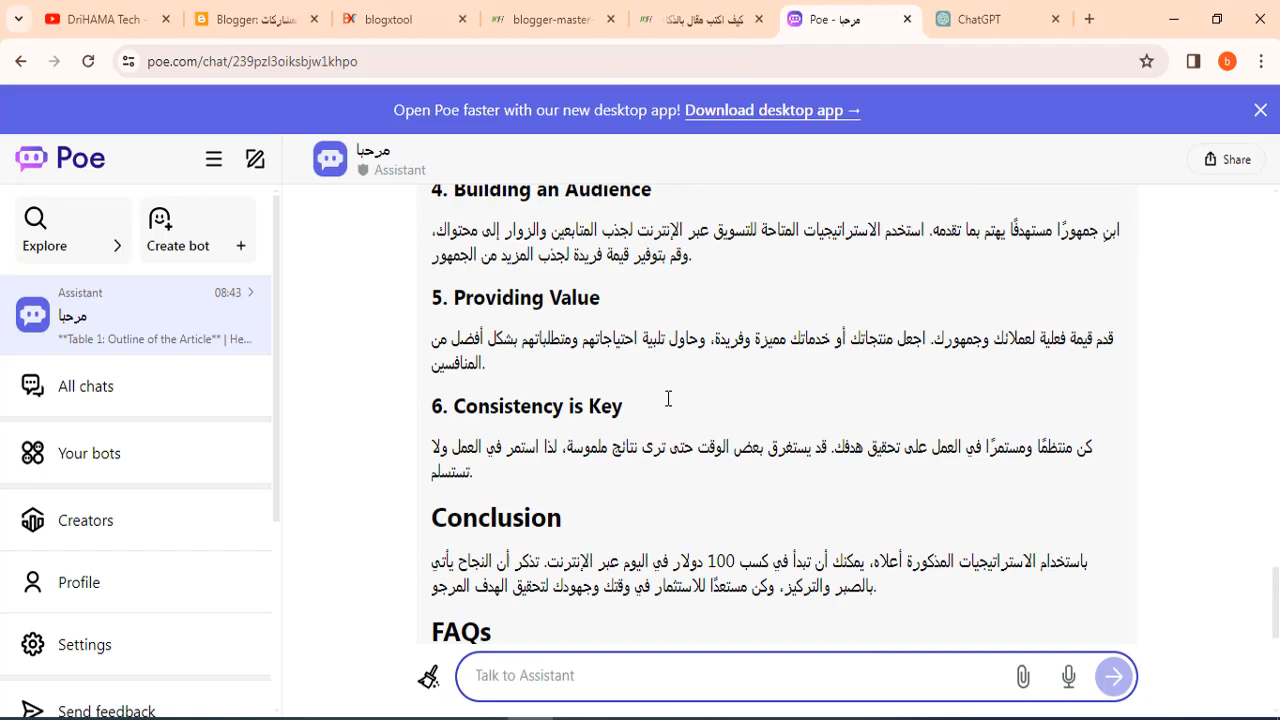 DriHAMA Tech -
Blogger: مشاركات
blogxtool
blogger-master-
كيف اكتب مقال بالذكا
Poe - مرحبا
ChatGPT
poe.com/chat/239pzl3oiksbjw1khpo
b
Open Poe faster with our new desktop app! Download desktop app →
Poe
مرحبا
Assistant
Share
Explore
Create bot +
Assistant 08:43
مرحبا
**Table 1: Outline of the Article** | He...
All chats
Your bots
Creators
Profile
Settings
Send feedback
4. Building an Audience
ابنِ جمهورًا مستهدفًا يهتم بما تقدمه. استخدم الاستراتيجيات المتاحة للتسويق عبر الإنترنت لجذب المتابعين والزوار إلى محتواك،
وقم بتوفير قيمة فريدة لجذب المزيد من الجمهور.
5. Providing Value
قدم قيمة فعلية لعملائك وجمهورك. اجعل منتجاتك أو خدماتك مميزة وفريدة، وحاول تلبية احتياجاتهم ومتطلباتهم بشكل أفضل من
المنافسين.
6. Consistency is Key
كن منتظمًا ومستمرًا في العمل على تحقيق هدفك. قد يستغرق بعض الوقت حتى ترى نتائج ملموسة، لذا استمر في العمل ولا
تستسلم.
Conclusion
باستخدام الاستراتيجيات المذكورة أعلاه، يمكنك أن تبدأ في كسب 100 دولار في اليوم عبر الإنترنت. تذكر أن النجاح يأتي
بالصبر والتركيز، وكن مستعدًا للاستثمار في وقتك وجهودك لتحقيق الهدف المرجو.
FAQs
Talk to Assistant